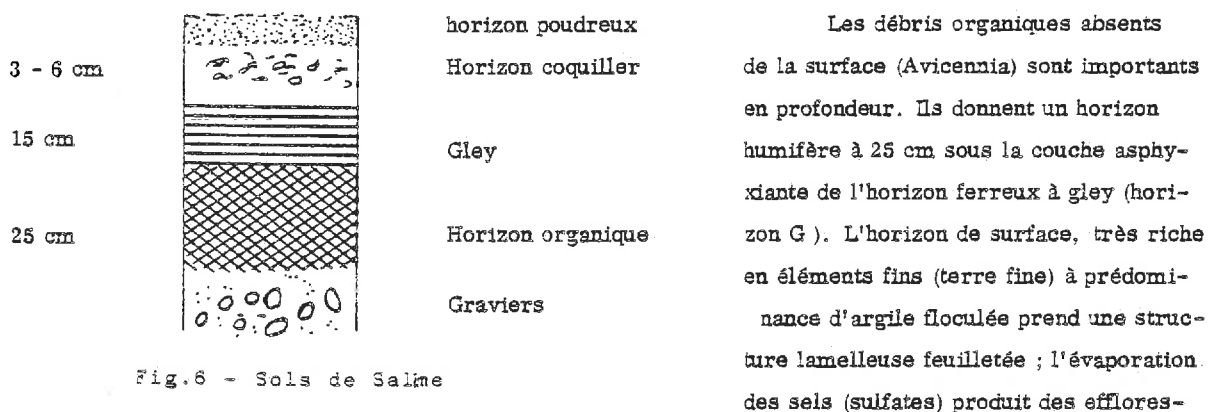 horizon poudreux
3 - 6 cm
Horizon coquiller
15 cm
Gley
25 cm
Horizon organique
Graviers
Fig.6 - Sols de Saline
Les débris organiques absents
de la surface (Avicennia) sont importants
en profondeur. Ils donnent un horizon
humifère à 25 cm sous la couche asphy-
xiante de l'horizon ferreux à gley (hori-
zon G ). L'horizon de surface, très riche
en éléments fins (terre fine) à prédomi-
nance d'argile floculée prend une struc-
ture lamelleuse feuilletée ; l'évaporation
des sels (sulfates) produit des efflores-